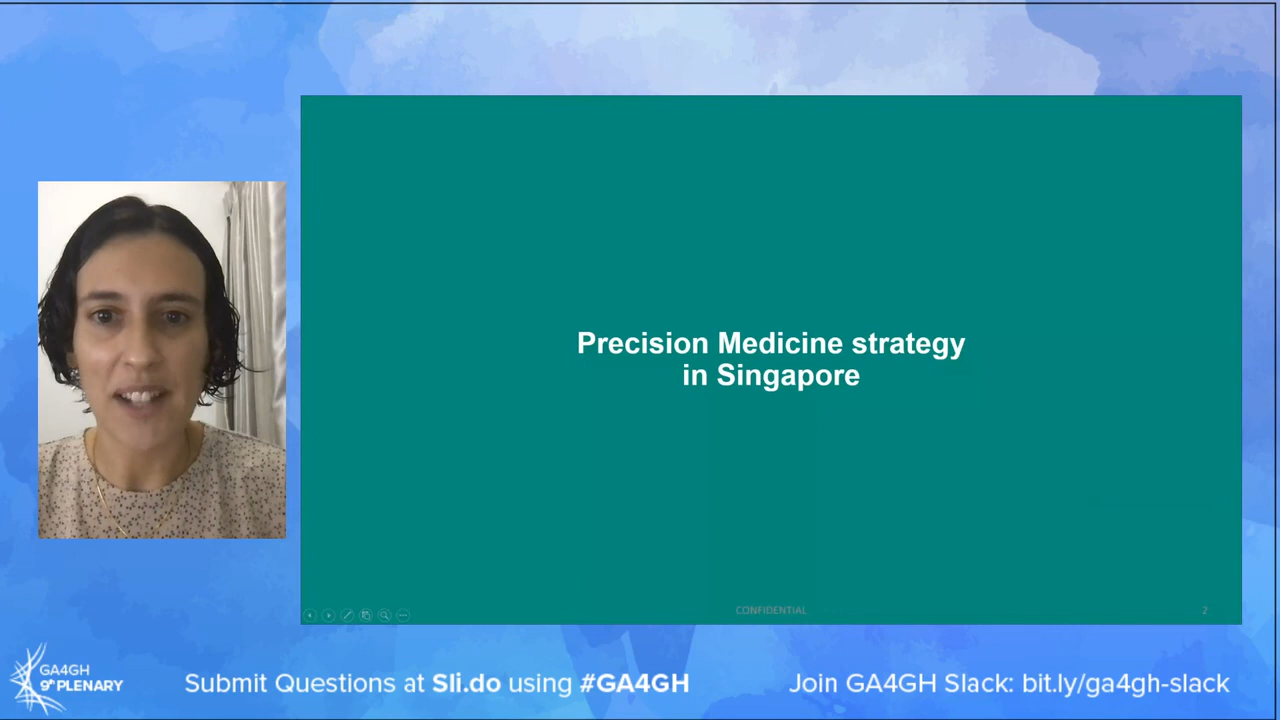 Precision Medicine strategy
in Singapore
CONFIDENTIAL
2
GA4GH
9th PLENARY
Submit Questions at Sli.do using #GA4GH
Join GA4GH Slack: bit.ly/ga4gh-slack